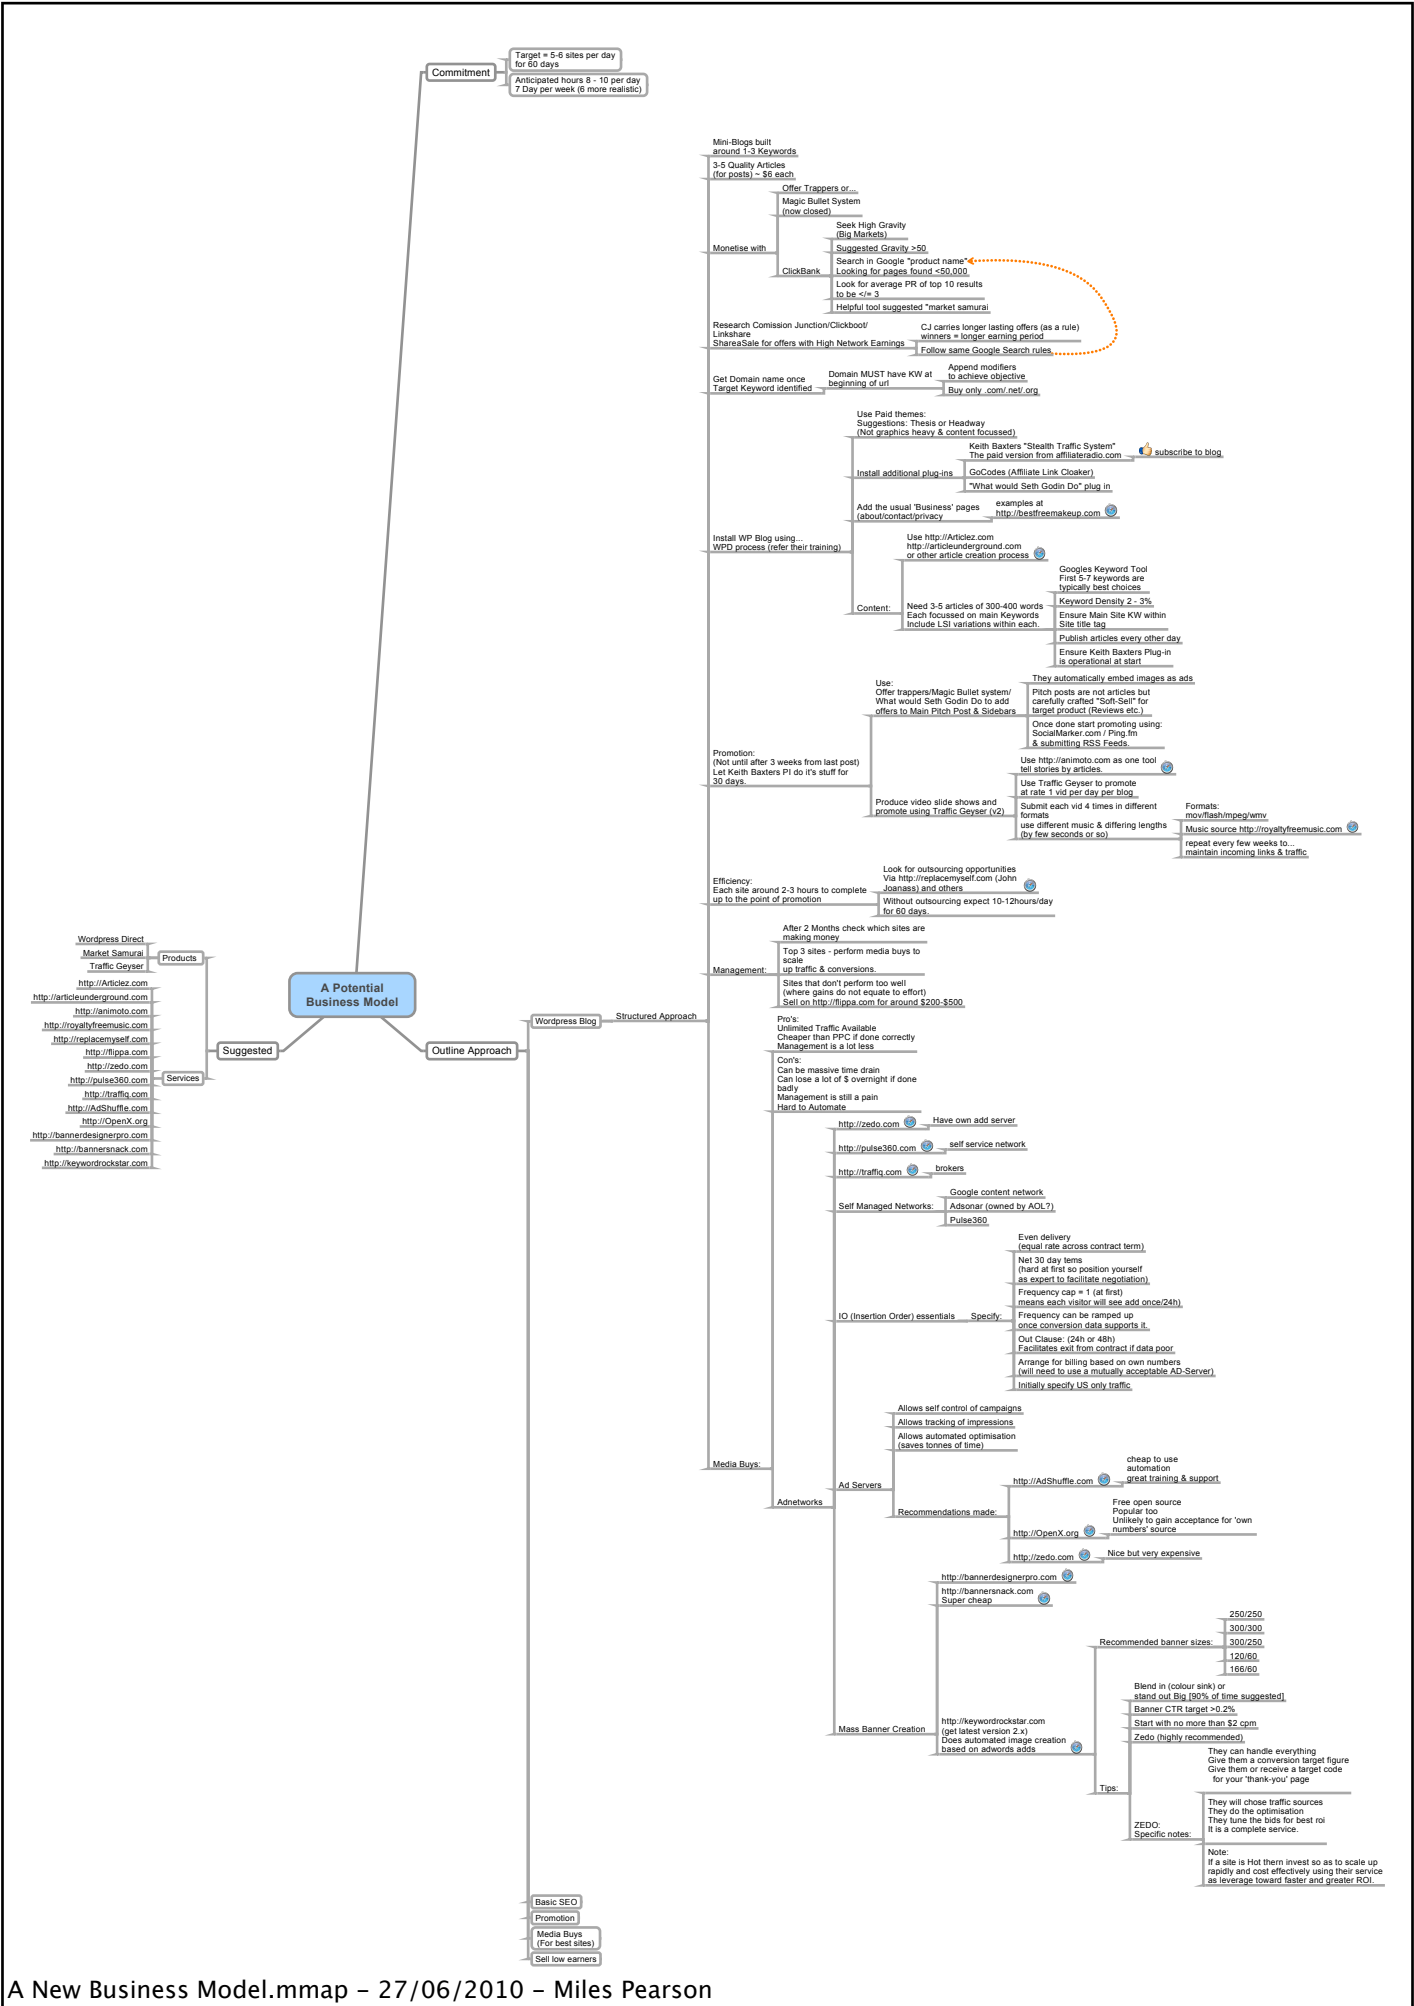 Commitment
Target = 5-6 sites per day
for 60 days
Anticipated hours 8 - 10 per day
7 Day per week (6 more realistic)
Mini-Blogs built
around 1-3 Keywords
3-5 Quality Articles
(for posts) ~ $6 each
Monetise with
Offer Trappers or...
Magic Bullet System
(now closed)
ClickBank
Seek High Gravity
(Big Markets)
Suggested Gravity >50
Search in Google "product name"
Looking for pages found <50,000
Look for average PR of top 10 results
to be </= 3
Helpful tool suggested "market samurai
Research Comission Junction/Clickboot/
Linkshare
ShareaSale for offers with High Network Earnings
CJ carries longer lasting offers (as a rule)
winners = longer earning period
Follow same Google Search rules
Get Domain name once
Target Keyword identified
Domain MUST have KW at
beginning of url
Append modifiers
to achieve objective
Buy only .com/.net/.org
Install WP Blog using...
WPD process (refer their training)
Use Paid themes:
Suggestions: Thesis or Headway
(Not graphics heavy & content focussed)
Install additional plug-ins
Keith Baxters "Stealth Traffic System"
The paid version from affiliateradio.com
subscribe to blog
GoCodes (Affiliate Link Cloaker)
"What would Seth Godin Do" plug in
Add the usual 'Business' pages
(about/contact/privacy
examples at
http://bestfreemakeup.com
Content:
Use http://Articlez.com
http://articleunderground.com
or other article creation process
Need 3-5 articles of 300-400 words
Each focussed on main Keywords
Include LSI variations within each.
Googles Keyword Tool
First 5-7 keywords are
typically best choices
Keyword Density 2 - 3%
Ensure Main Site KW within
Site title tag
Publish articles every other day
Ensure Keith Baxters Plug-in
is operational at start
Promotion:
(Not until after 3 weeks from last post)
Let Keith Baxters PI do it's stuff for
30 days.
Use:
Offer trappers/Magic Bullet system/
What would Seth Godin Do to add
offers to Main Pitch Post & Sidebars
They automatically embed images as ads
Pitch posts are not articles but
carefully crafted "Soft-Sell" for
target product (Reviews etc.)
Once done start promoting using:
SocialMarker.com / Ping.fm
& submitting RSS Feeds.
Produce video slide shows and
promote using Traffic Geyser (v2)
Use http://animoto.com as one tool
tell stories by articles.
Use Traffic Geyser to promote
at rate 1 vid per day per blog
Submit each vid 4 times in different
formats
use different music & differing lengths
(by few seconds or so)
Formats:
mov/flash/mpeg/wmv
Music source http://royaltyfreemusic.com
repeat every few weeks to...
maintain incoming links & traffic
Efficiency:
Each site around 2-3 hours to complete
up to the point of promotion
Look for outsourcing opportunities
Via http://replacemyself.com (John
Joanass) and others
Without outsourcing expect 10-12hours/day
for 60 days.
Management:
After 2 Months check which sites are
making money
Top 3 sites - perform media buys to
scale
up traffic & conversions.
Sites that don't perform too well
(where gains do not equate to effort)
Sell on http://flippa.com for around $200-$500
Wordpress Direct
Market Samurai
Traffic Geyser
Products
http://Articlez.com
http://articleunderground.com
http://animoto.com
http://royaltyfreemusic.com
http://replacemyself.com
http://flippa.com
http://zedo.com
http://pulse360.com
http://traffiq.com
http://AdShuffle.com
http://OpenX.org
http://bannerdesignerpro.com
http://bannersnack.com
http://keywordrockstar.com
Services
Suggested
A Potential
Business Model
Outline Approach
Wordpress Blog
Structured Approach
Media Buys:
Pro's:
Unlimited Traffic Available
Cheaper than PPC if done correctly
Management is a lot less
Con's:
Can be massive time drain
Can lose a lot of $ overnight if done
badly
Management is still a pain
Hard to Automate
Adnetworks
http://zedo.com
Have own add server
http://pulse360.com
self service network
http://traffiq.com
brokers
Self Managed Networks:
Google content network
Adsonar (owned by AOL?)
Pulse360
IO (Insertion Order) essentials
Specify:
Even delivery
(equal rate across contract term)
Net 30 day tems
(hard at first so position yourself
as expert to facilitate negotiation)
Frequency cap = 1 (at first)
means each visitor will see add once/24h)
Frequency can be ramped up
once conversion data supports it.
Out Clause: (24h or 48h)
Facilitates exit from contract if data poor
Arrange for billing based on own numbers
(will need to use a mutually acceptable AD-Server)
Initially specify US only traffic
Ad Servers
Allows self control of campaigns
Allows tracking of impressions
Allows automated optimisation
(saves tonnes of time)
Recommendations made:
http://AdShuffle.com
cheap to use
automation
great training & support
http://OpenX.org
Free open source
Popular too
Unlikely to gain acceptance for 'own
numbers' source
http;//zedo.com
Nice but very expensive
Mass Banner Creation
http://bannerdesignerpro.com
http://bannersnack.com
Super cheap
http://keywordrockstar.com
(get latest version 2.x)
Does automated image creation
based on adwords adds
Recommended banner sizes:
250/250
300/300
300/250
120/60
166/60
Tips:
Blend in (colour sink) or
stand out Big [90% of time suggested]
Banner CTR target >0.2%
Start with no more than $2 cpm
Zedo (highly recommended)
ZEDO:
Specific notes:
They can handle everything
Give them a conversion target figure
Give them or receive a target code
for your 'thank-you' page
They will chose traffic sources
They do the optimisation
They tune the bids for best roi
It is a complete service.
Note:
If a site is Hot thern invest so as to scale up
rapidly and cost effectively using their service
as leverage toward faster and greater ROI.
Basic SEO
Promotion
Media Buys
(For best sites)
Sell low earners
A New Business Model.mmap – 27/06/2010 – Miles Pearson